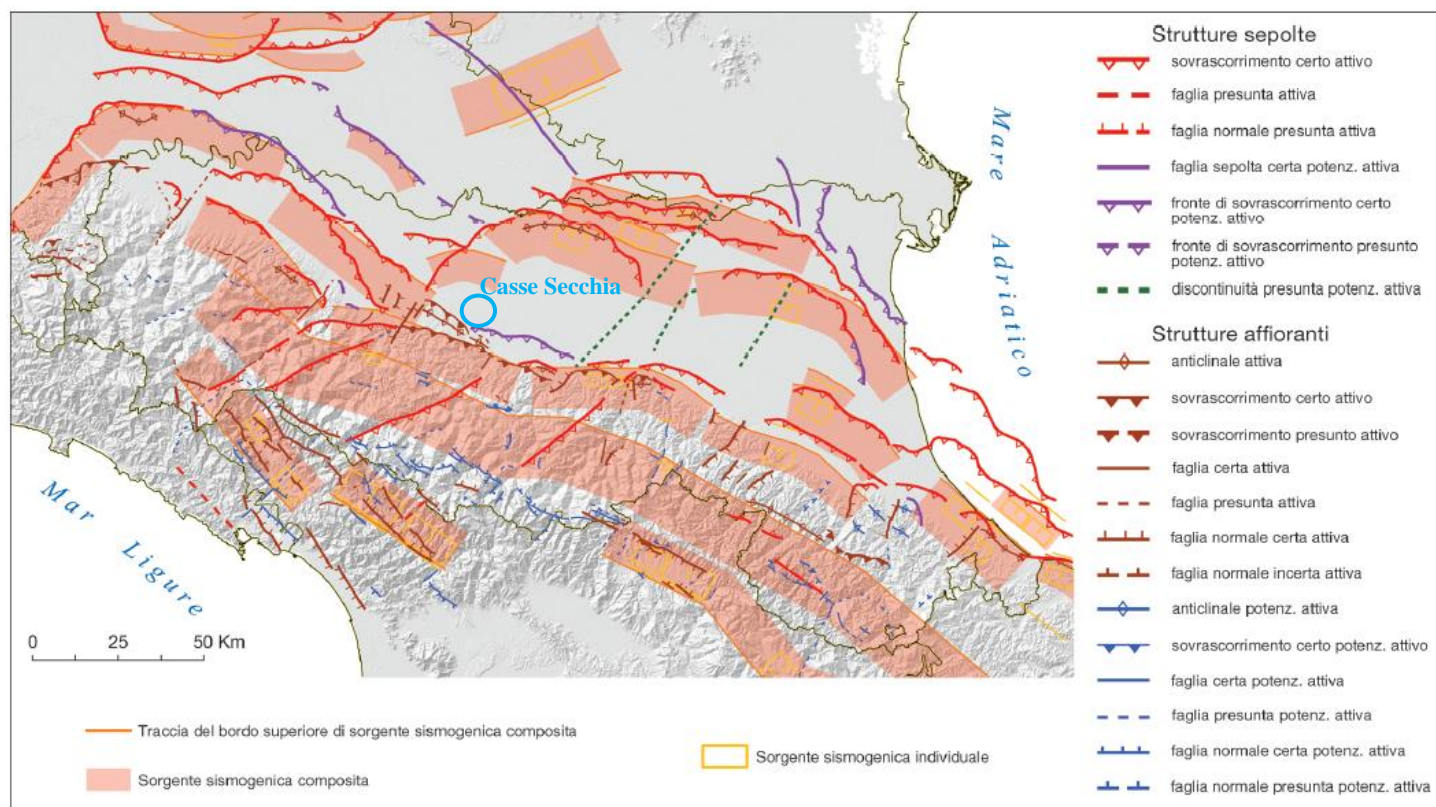 Casse Secchia
Mare Adriatico
Mar Ligure
0 25 50 Km
Strutture sepolte
sovrascorrimento certo attivo
faglia presunta attiva
faglia normale presunta attiva
faglia sepolta certa potenz. attiva
fronte di sovrascorrimento certo
potenz. attivo
fronte di sovrascorrimento presunto
potenz. attivo
discontinuità presunta potenz. attiva
Strutture affioranti
anticlinale attiva
sovrascorrimento certo attivo
sovrascorrimento presunto attivo
faglia certa attiva
faglia presunta attiva
faglia normale certa attiva
faglia normale incerta attiva
anticlinale potenz. attiva
sovrascorrimento certo potenz. attivo
faglia certa potenz. attiva
faglia presunta potenz. attiva
faglia normale certa potenz. attiva
faglia normale presunta potenz. attiva
Traccia del bordo superiore di sorgente sismogenica composita
Sorgente sismogenica composita
Sorgente sismogenica individuale